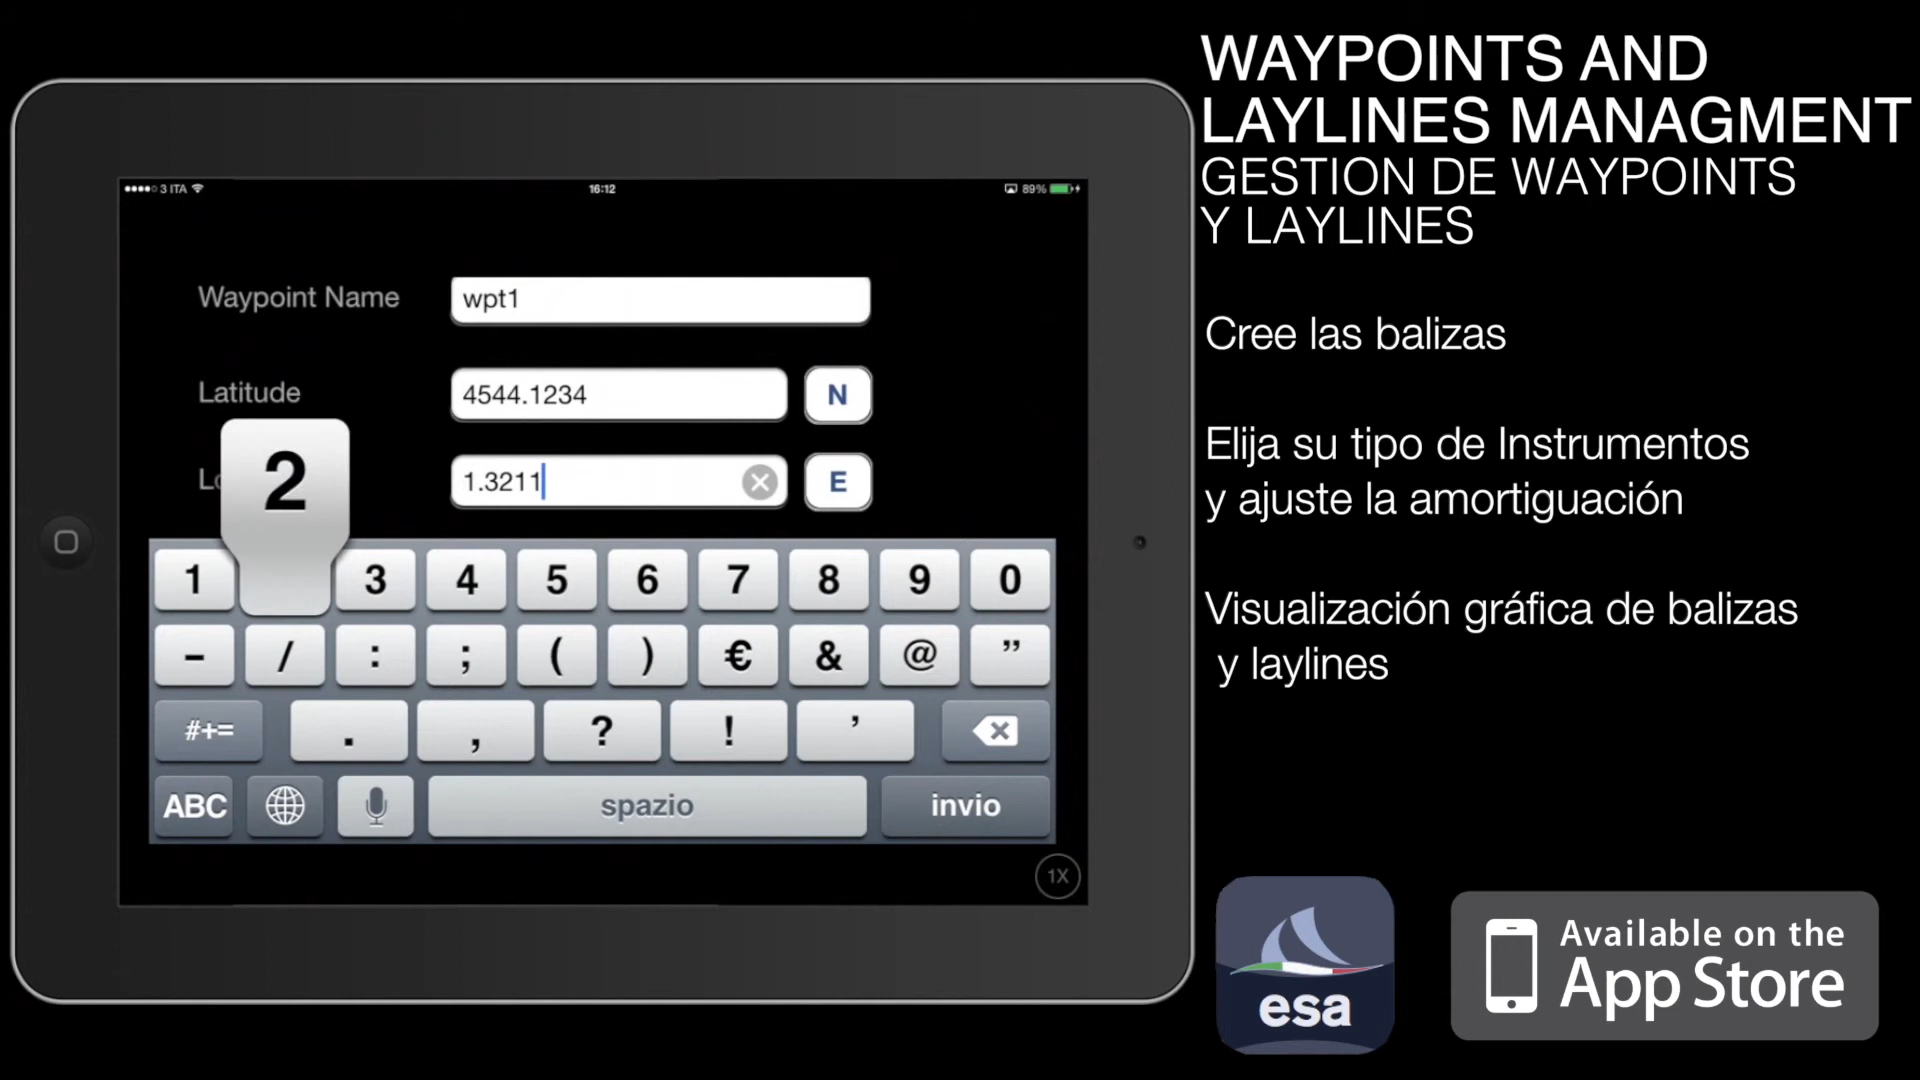 WAYPOINTS AND
LAYLINES MANAGMENT
GESTION DE WAYPOINTS
Y LAYLINES
Cree las balizas
Elija su tipo de Instrumentos
y ajuste la amortiguación
Visualización gráfica de balizas
y laylines
3 ITA
16:12
89%
Waypoint Name
wpt1
Latitude
4544.1234
N
1.3211
E
2
1 3 4 5 6 7 8 9 0
- / : ; ( ) € & @ ”
#+= . , ? ! ’
ABC spazio invio
1X
esa
Available on the
App Store